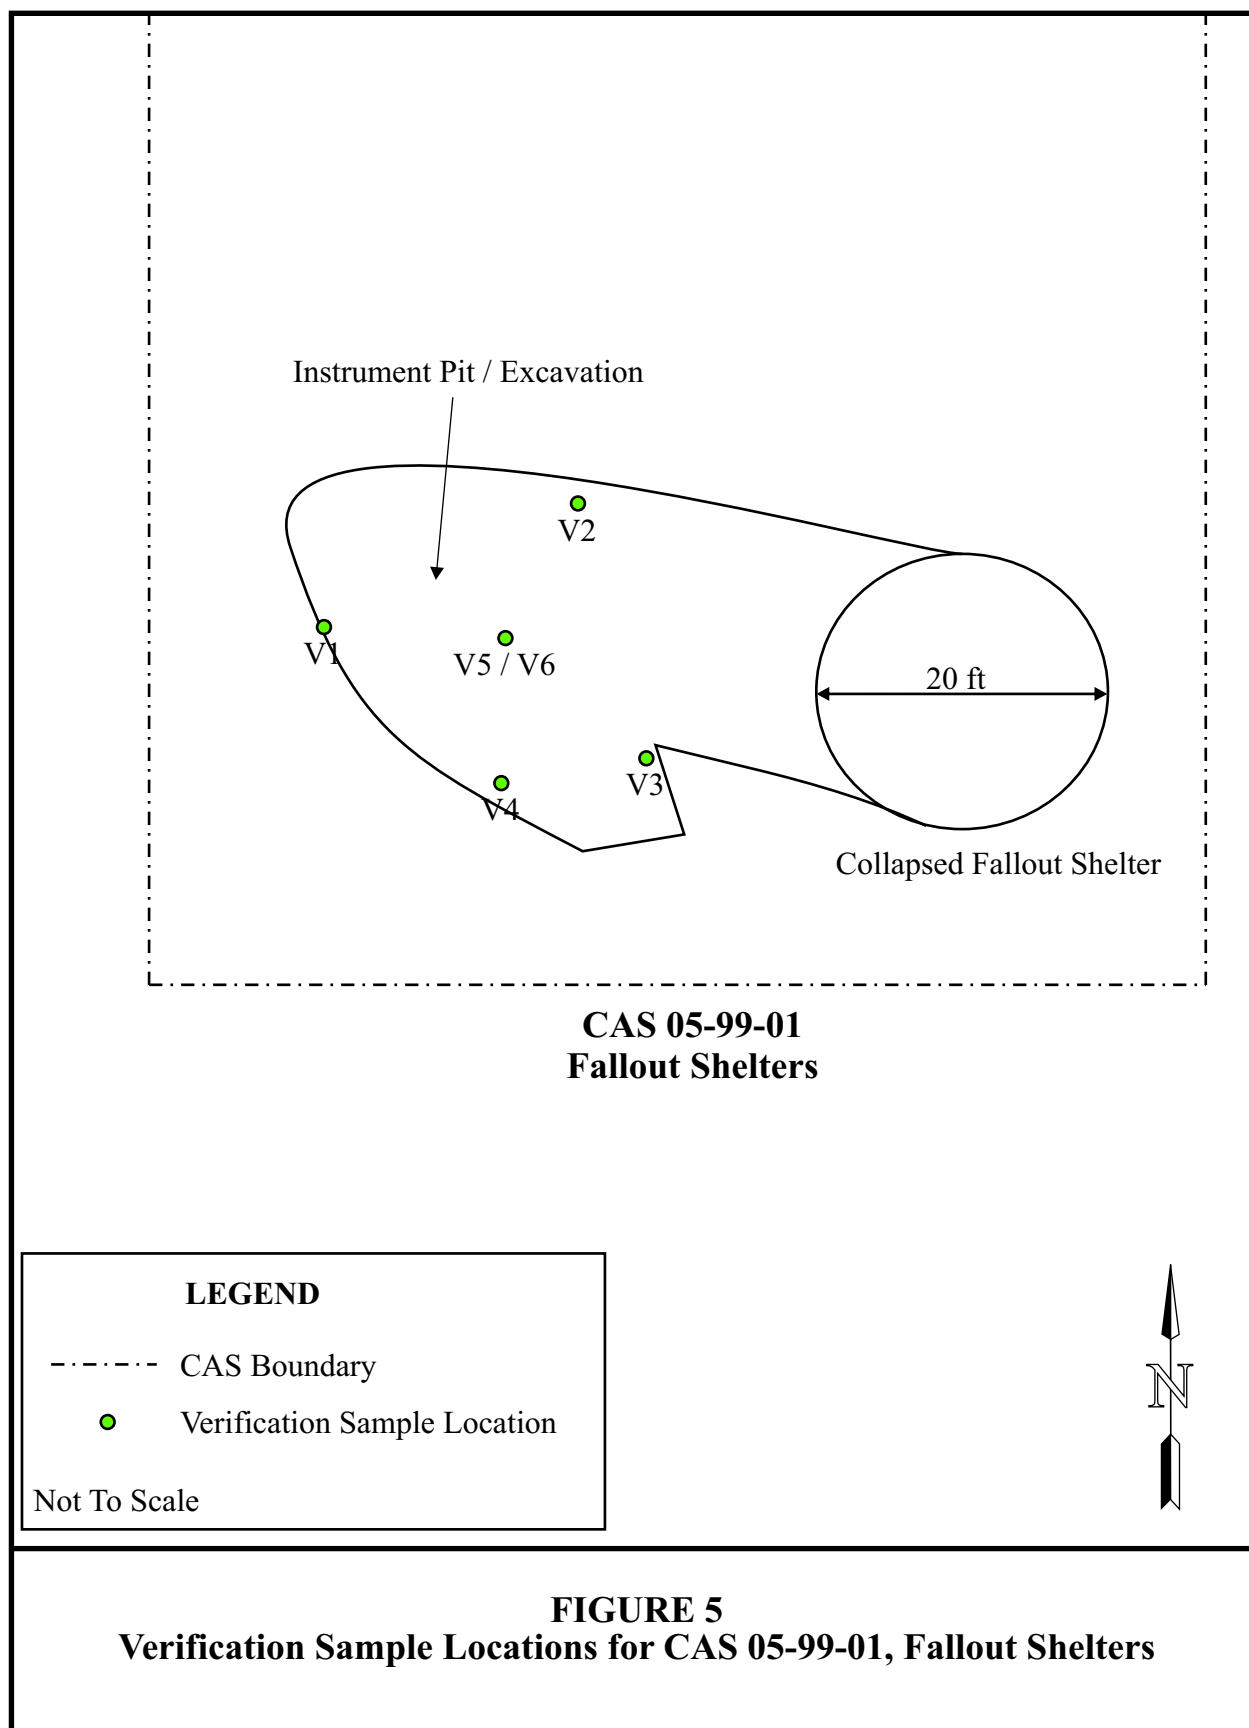 Instrument Pit / Excavation
V2
V1
V5 / V6
20 ft
V3
V4
Collapsed Fallout Shelter
CAS 05-99-01
Fallout Shelters
LEGEND
CAS Boundary
Verification Sample Location
Not To Scale
N
FIGURE 5
Verification Sample Locations for CAS 05-99-01, Fallout Shelters